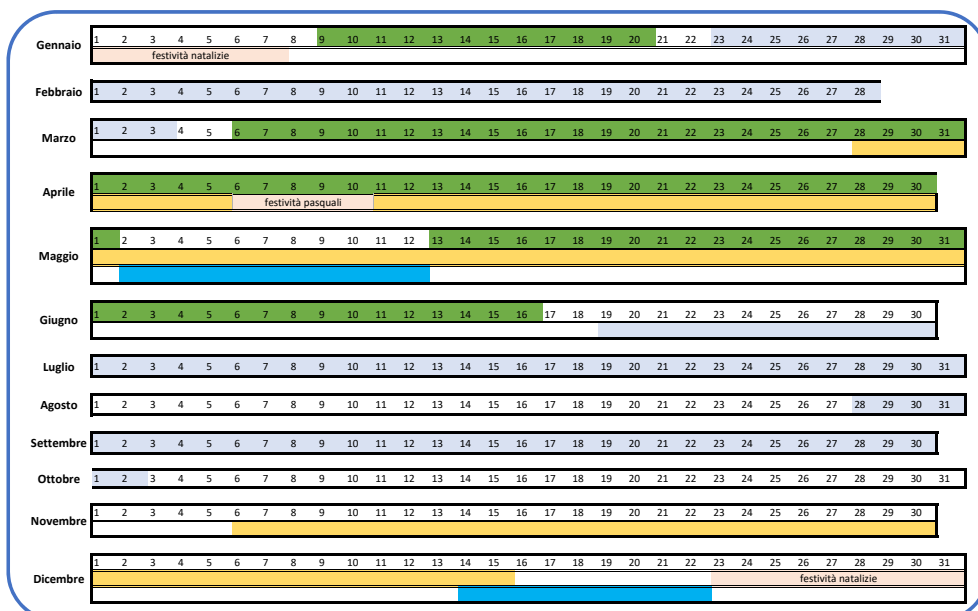 Gennaio 1 2 3 4 5 6 7 8 9 10 11 12 13 14 15 16 17 18 19 20 21 22 23 24 25 26 27 28 29 30 31
festività natalizie
Febbraio 1 2 3 4 5 6 7 8 9 10 11 12 13 14 15 16 17 18 19 20 21 22 23 24 25 26 27 28
Marzo 1 2 3 4 5 6 7 8 9 10 11 12 13 14 15 16 17 18 19 20 21 22 23 24 25 26 27 28 29 30 31
Aprile 1 2 3 4 5 6 7 8 9 10 11 12 13 14 15 16 17 18 19 20 21 22 23 24 25 26 27 28 29 30
festività pasquali
Maggio 1 2 3 4 5 6 7 8 9 10 11 12 13 14 15 16 17 18 19 20 21 22 23 24 25 26 27 28 29 30 31
Giugno 1 2 3 4 5 6 7 8 9 10 11 12 13 14 15 16 17 18 19 20 21 22 23 24 25 26 27 28 29 30
Luglio 1 2 3 4 5 6 7 8 9 10 11 12 13 14 15 16 17 18 19 20 21 22 23 24 25 26 27 28 29 30 31
Agosto 1 2 3 4 5 6 7 8 9 10 11 12 13 14 15 16 17 18 19 20 21 22 23 24 25 26 27 28 29 30 31
Settembre 1 2 3 4 5 6 7 8 9 10 11 12 13 14 15 16 17 18 19 20 21 22 23 24 25 26 27 28 29 30
Ottobre 1 2 3 4 5 6 7 8 9 10 11 12 13 14 15 16 17 18 19 20 21 22 23 24 25 26 27 28 29 30 31
Novembre 1 2 3 4 5 6 7 8 9 10 11 12 13 14 15 16 17 18 19 20 21 22 23 24 25 26 27 28 29 30
Dicembre 1 2 3 4 5 6 7 8 9 10 11 12 13 14 15 16 17 18 19 20 21 22 23 24 25 26 27 28 29 30 31
festività natalizie